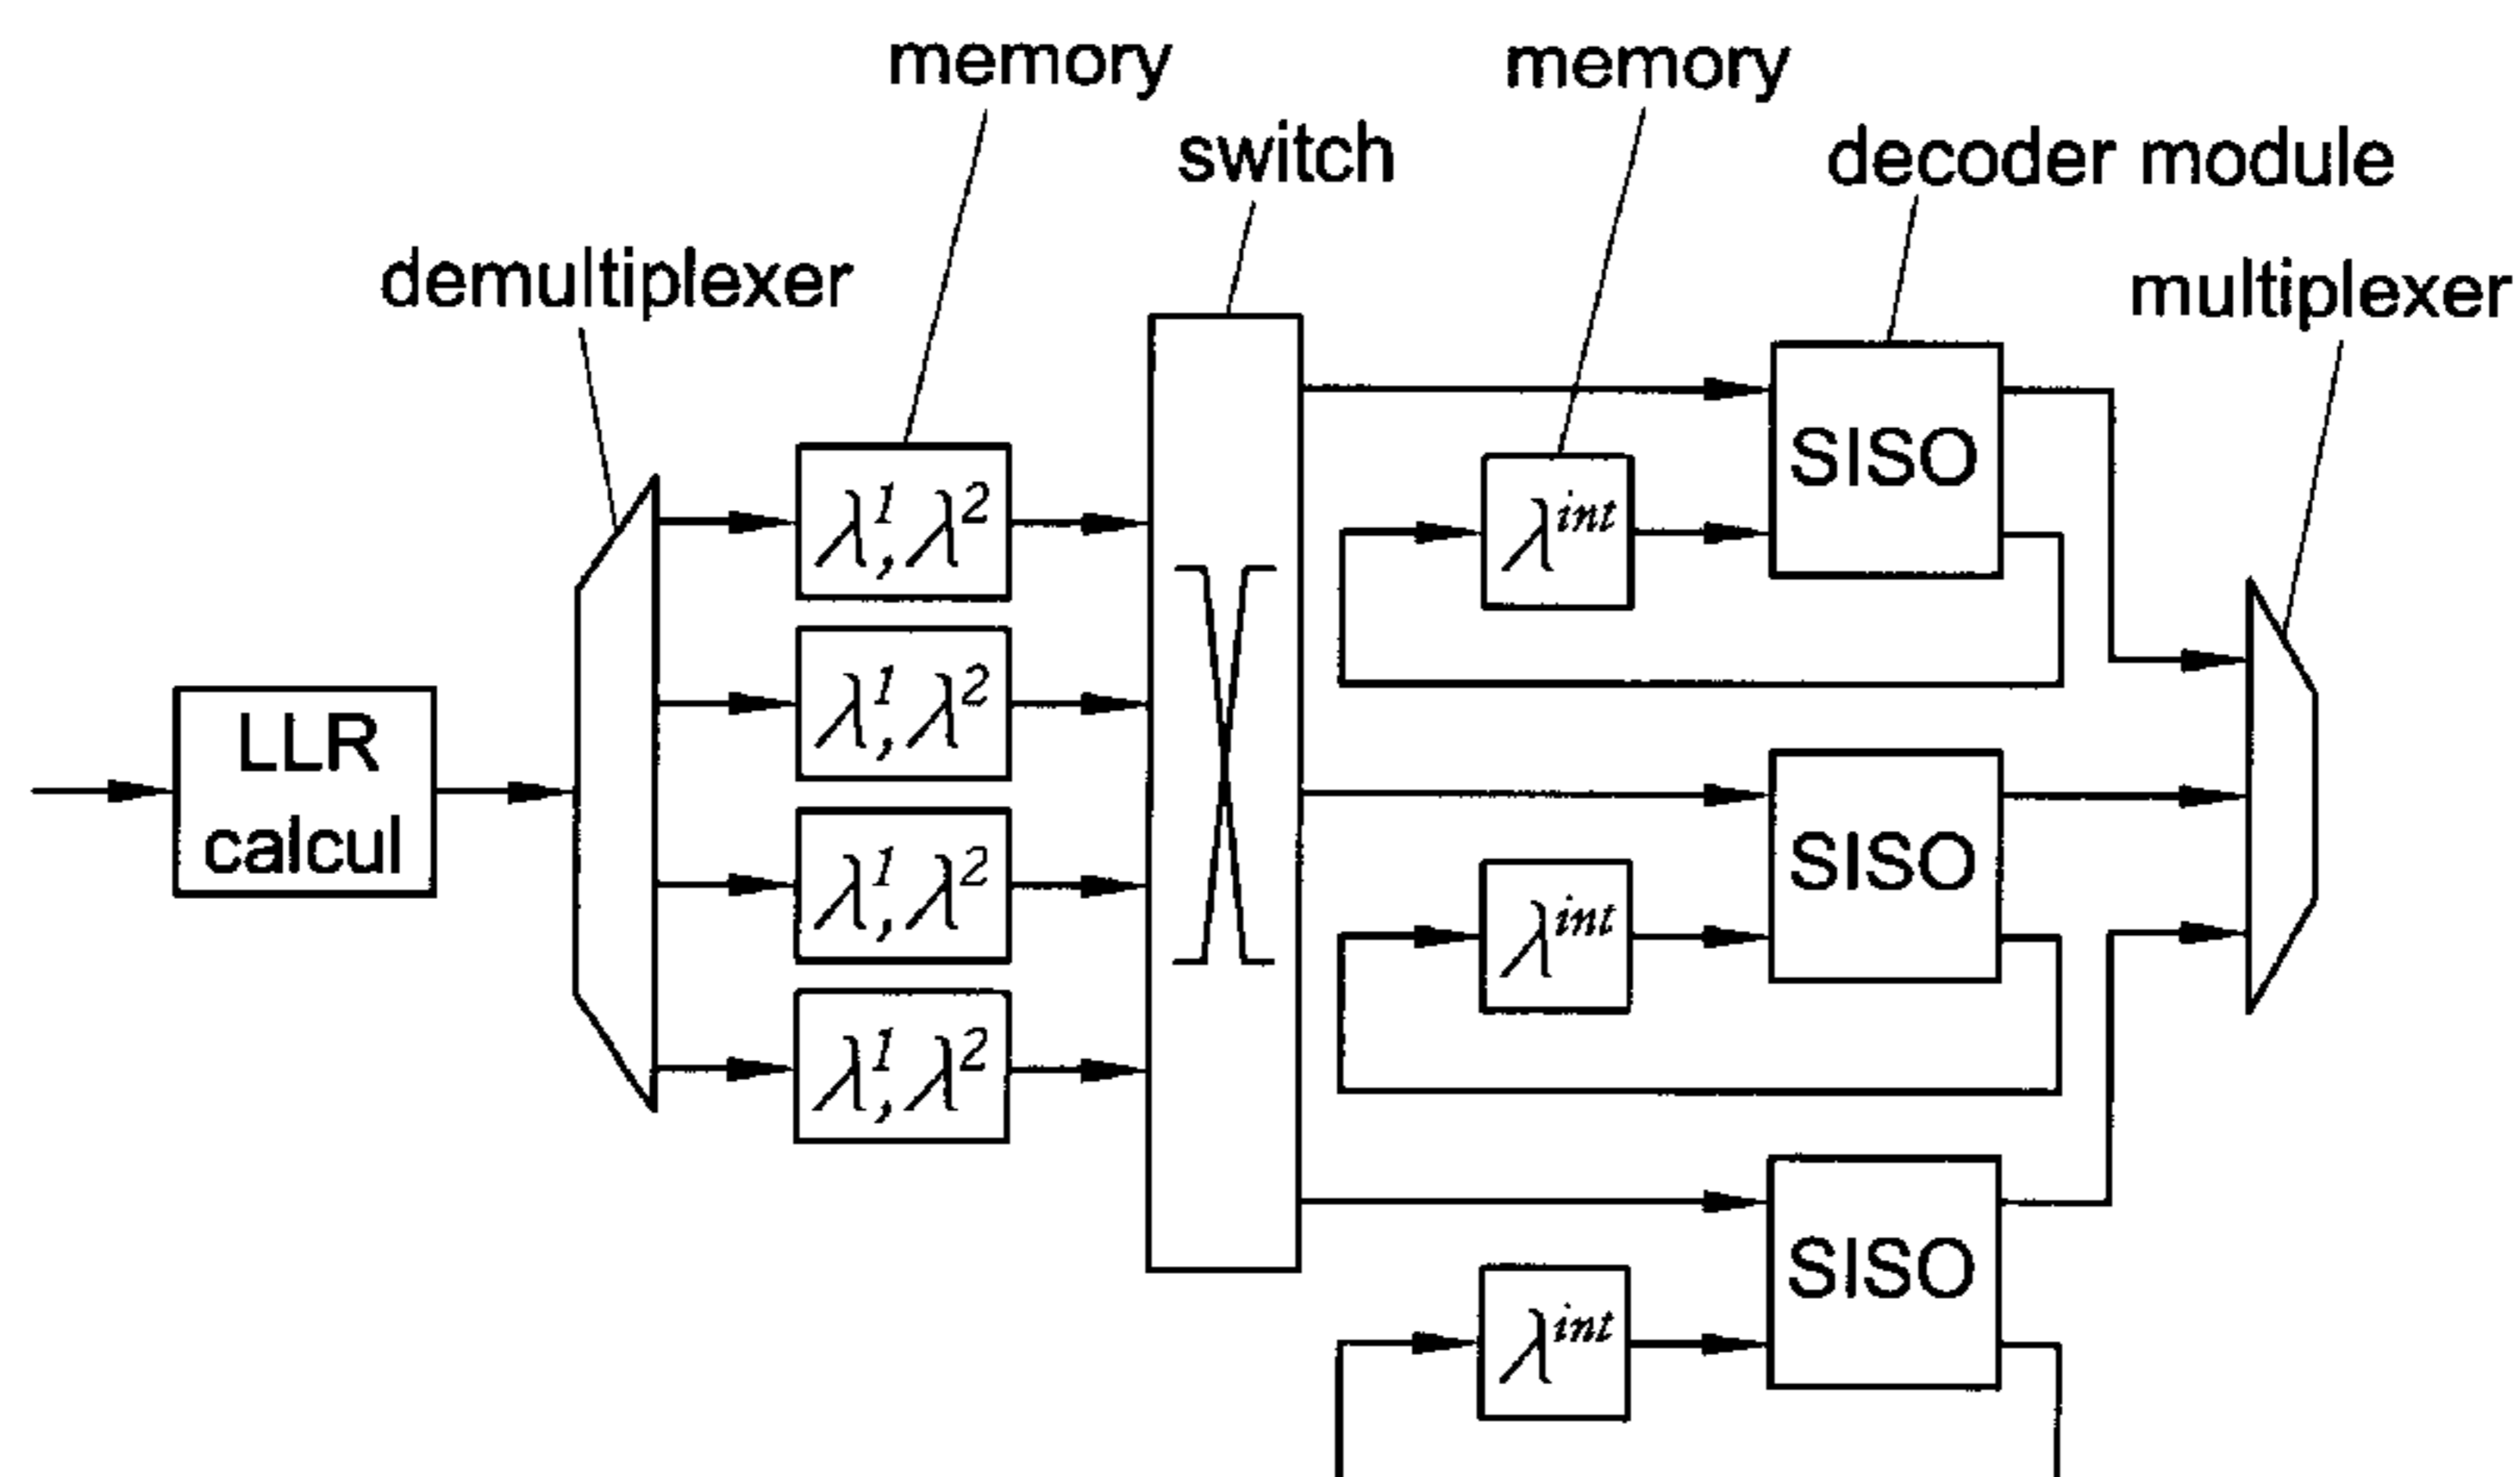 memory
memory
switch
decoder module
demultiplexer
multiplexer
SISO
λ¹, λ²
λ^int
λ¹, λ²
LLR
calcul
SISO
λ¹, λ²
λ^int
λ¹, λ²
SISO
λ^int